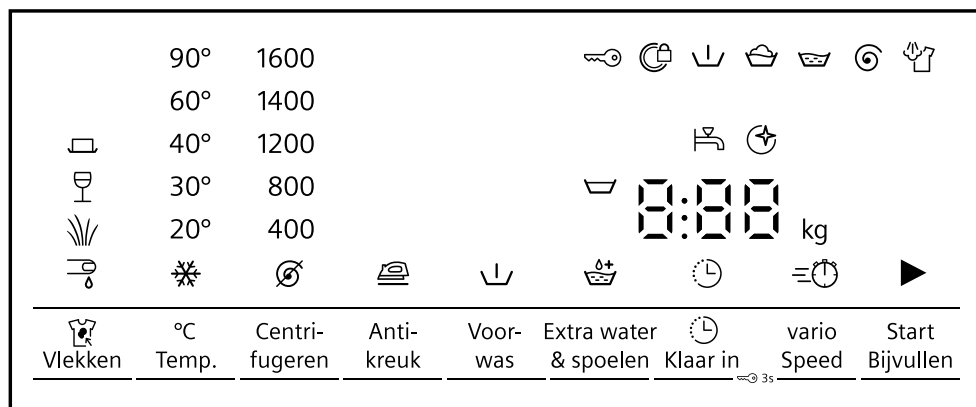 90° 1600
60° 1400
40° 1200
30° 800
8:88
20° 400
kg
Vlekken
°C Temp.
Centri-
fugeren
Anti-
kreuk
Voor-
was
Extra water
& spoelen
Klaar in
3s
vario
Speed
Start
Bijvullen